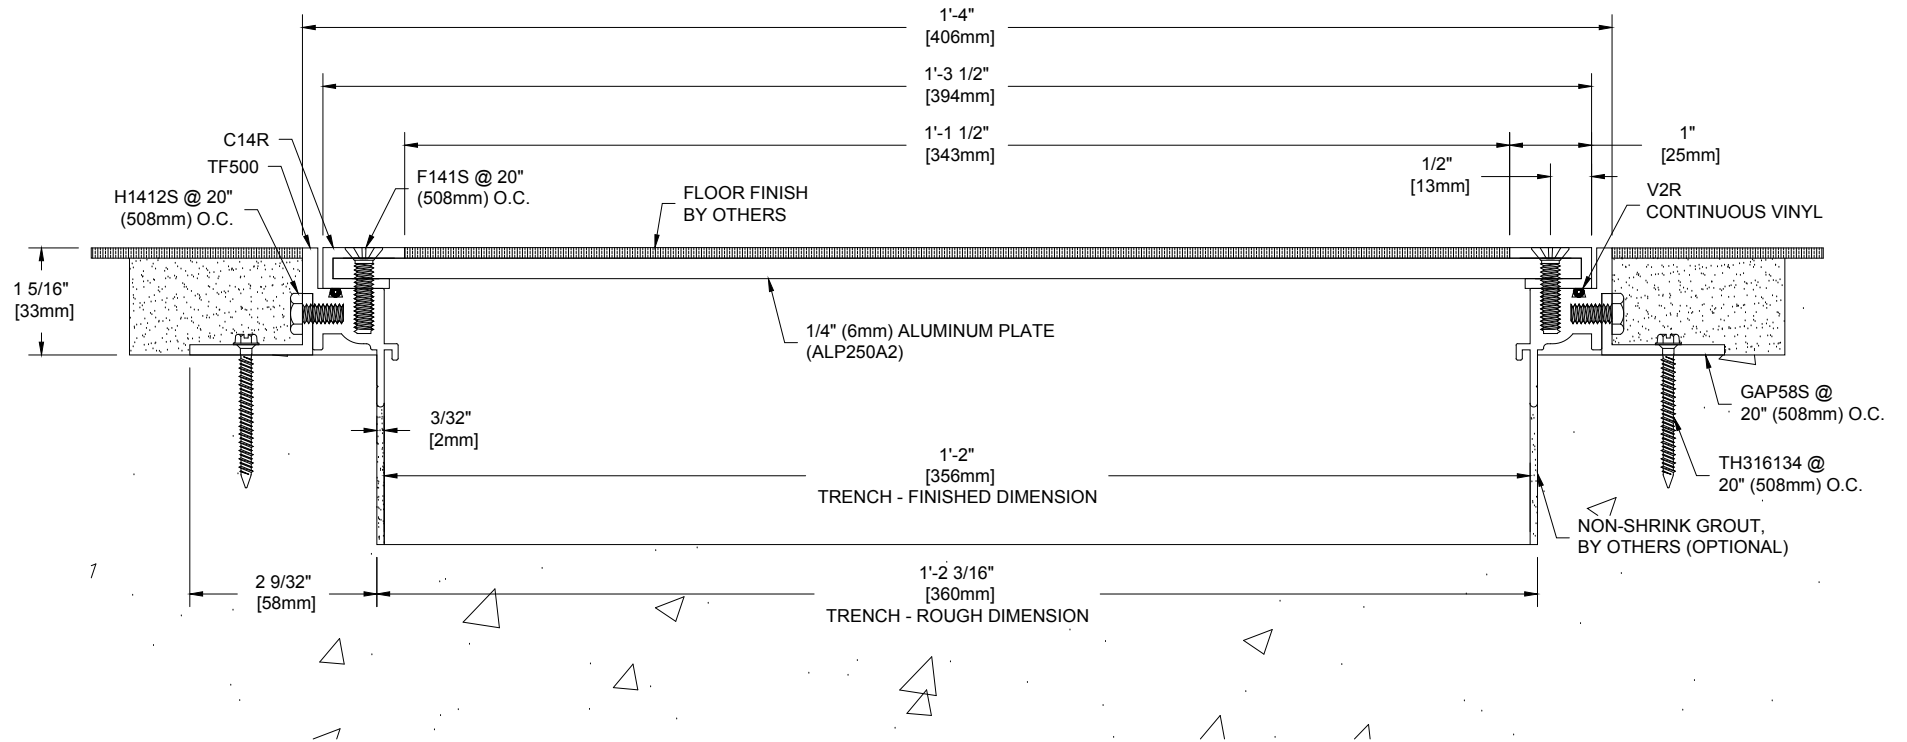 1'-4"
[406mm]
1'-3 1/2"
[394mm]
1'-1 1/2"
[343mm]
1"
[25mm]
1/2"
[13mm]
C14R
TF500
H1412S @ 20"
(508mm) O.C.
F141S @ 20"
(508mm) O.C.
FLOOR FINISH
BY OTHERS
V2R
CONTINUOUS VINYL
1 5/16"
[33mm]
1/4" (6mm) ALUMINUM PLATE
(ALP250A2)
GAP58S @
20" (508mm) O.C.
3/32"
[2mm]
1'-2"
[356mm]
TRENCH - FINISHED DIMENSION
TH316134 @
20" (508mm) O.C.
NON-SHRINK GROUT,
BY OTHERS (OPTIONAL)
2 9/32"
[58mm]
1'-2 3/16"
[360mm]
TRENCH - ROUGH DIMENSION